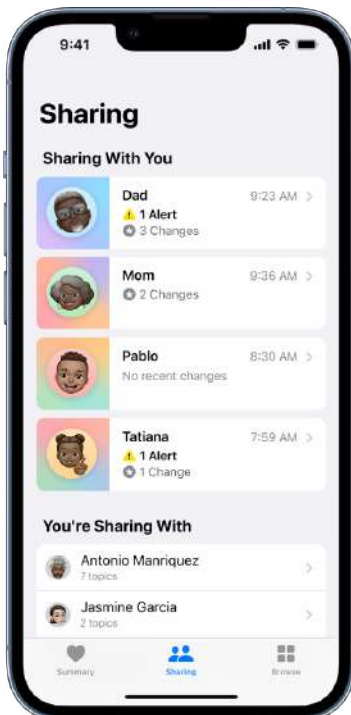 9:41
Sharing
Sharing With You
Dad 9:23 AM
1 Alert
3 Changes
Mom 9:36 AM
2 Changes
Pablo 8:30 AM
No recent changes
Tatiana 7:59 AM
1 Alert
1 Change
You're Sharing With
Antonio Manriquez
7 topics
Jasmine Garcia
2 topics
Summary Sharing Browse